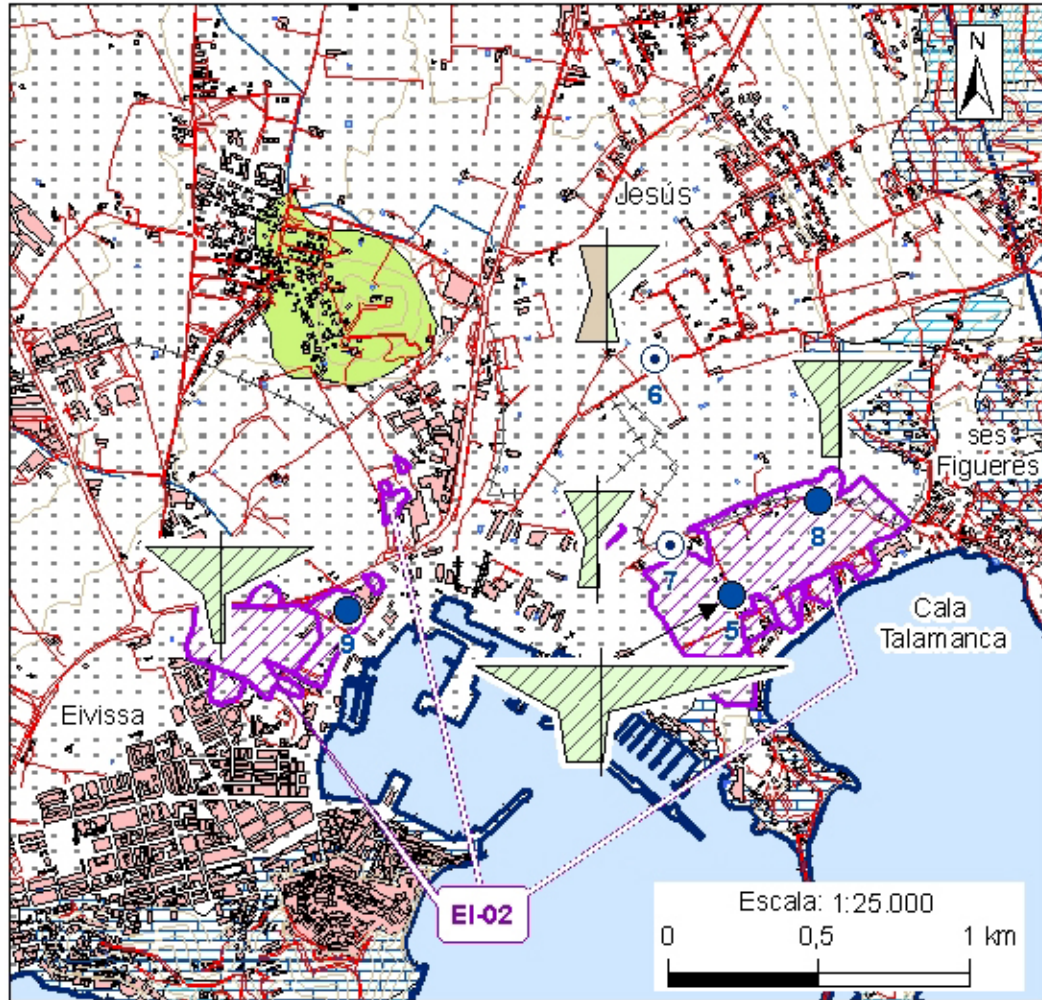 N
Jesús
6
ses
Figueres
8
7
5
9
Cala
Talamanca
Eivissa
EI-02
Escala: 1:25.000
0 0,5 1 km